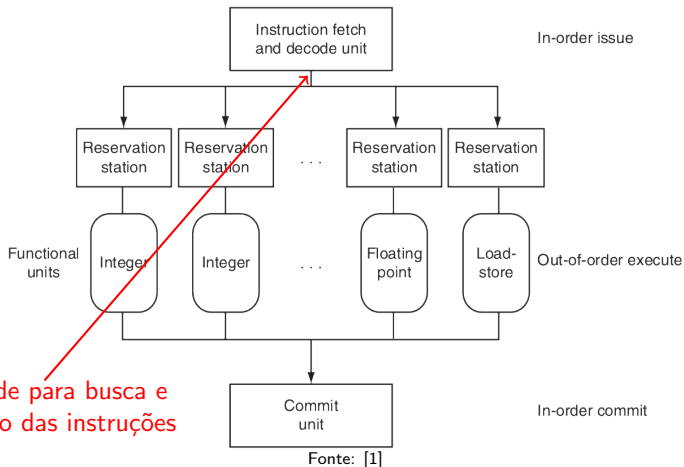 Instruction fetch
and decode unit
In-order issue
Reservation
station
Reservation
station
. . .
Reservation
station
Reservation
station
Functional
units
Integer
Integer
. . .
Floating
point
Load-
store
Out-of-order execute
para busca e
das instruções
Commit
unit
In-order commit
Fonte: [1]